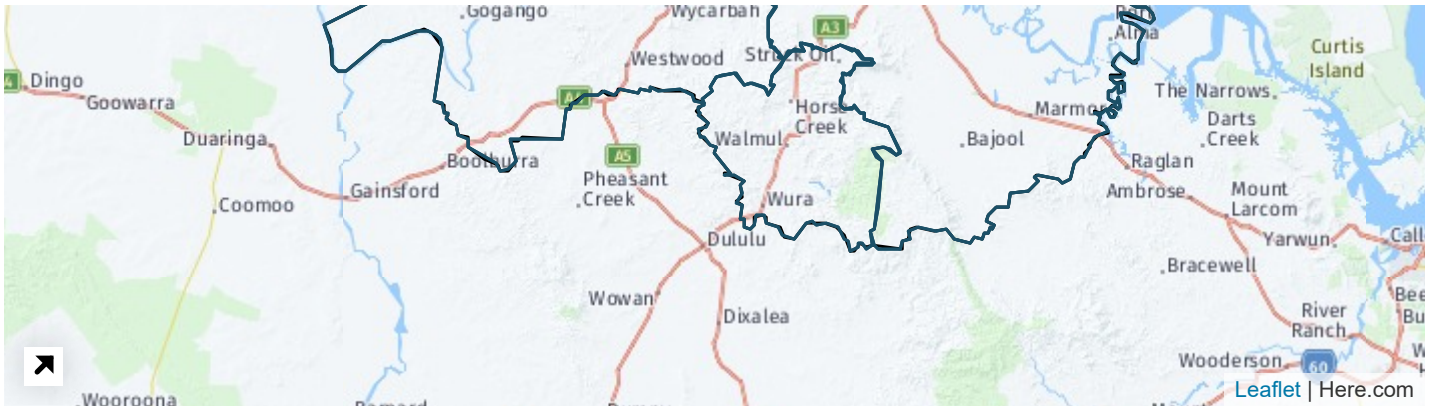 Gogango
Wycarbah
Alma
A3
Curtis
Island
Westwood
Struck Oil
4
Dingo
Goowarra
The Narrows
Horse
Creek
Marmor
Darts
Creek
Duaringa
Walmul
Bajool
A5
Boolburra
Raglan
Gainsford
Pheasant
Creek
Ambrose
Mount
Larcom
Coomoo
Wura
Dululu
Yarwun
Bracewell
Wowan
Dixalea
River
Ranch
Wooderson
60
Wooroona
Leaflet | Here.com